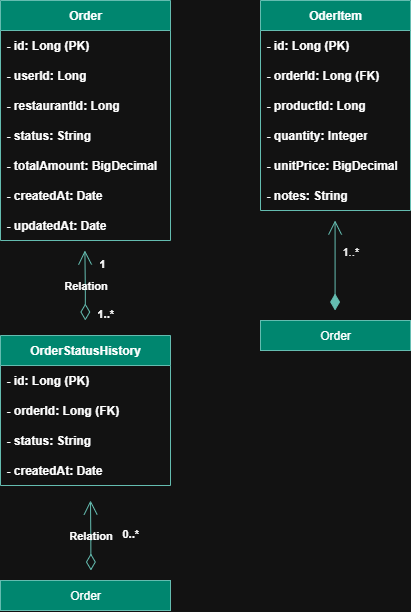 Order
- id: Long (PK)
- userId: Long
- restaurantId: Long
- status: String
- totalAmount: BigDecimal
- createdAt: Date
- updatedAt: Date
1
Relation
1..*
OrderStatusHistory
- id: Long (PK)
- orderId: Long (FK)
- status: String
- createdAt: Date
Relation
0..*
Order
OderItem
- id: Long (PK)
- orderId: Long (FK)
- productId: Long
- quantity: Integer
- unitPrice: BigDecimal
- notes: String
1..*
Order